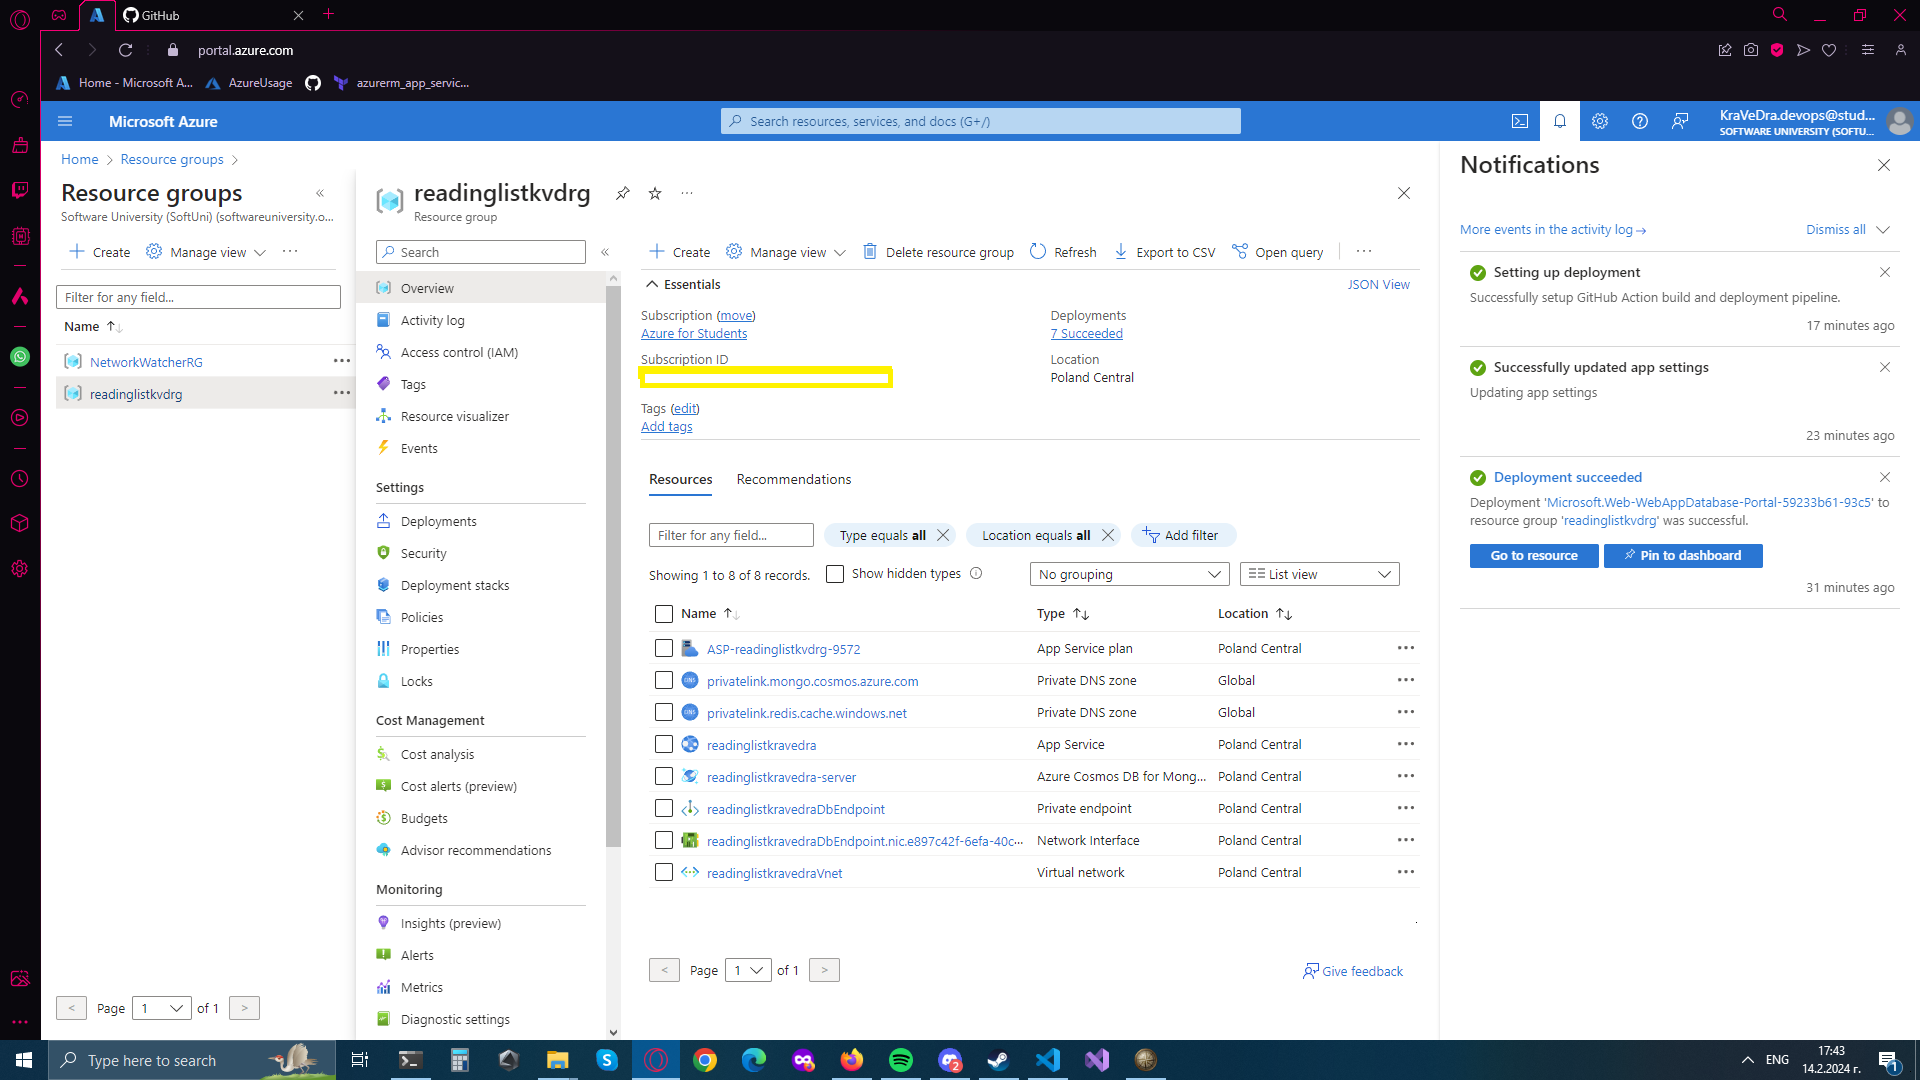 GitHub
portal.azure.com
Home - Microsoft A...
AzureUsage
azurerm_app_servic...
Microsoft Azure
Search resources, services, and docs (G+/)
KraVeDra.devops@stud...
SOFTWARE UNIVERSITY (SOFTU...
Home
Resource groups
Resource groups
Software University (SoftUni) (softwareuniversity.o...
Create
Manage view
Filter for any field...
Name
NetworkWatcherRG
readinglistkvdrg
< Page 1 of 1 >
readinglistkvdrg
Resource group
Search
Overview
Activity log
Access control (IAM)
Tags
Resource visualizer
Events
Settings
Deployments
Security
Deployment stacks
Policies
Properties
Locks
Cost Management
Cost analysis
Cost alerts (preview)
Budgets
Advisor recommendations
Monitoring
Insights (preview)
Alerts
Metrics
Diagnostic settings
Create
Manage view
Delete resource group
Refresh
Export to CSV
Open query
Essentials
JSON View
Subscription (move)
Azure for Students
Subscription ID
Deployments
7 Succeeded
Location
Poland Central
Tags (edit)
Add tags
Resources
Recommendations
Filter for any field...
Type equals all
Location equals all
Add filter
Showing 1 to 8 of 8 records.
Show hidden types
No grouping
List view
Name Type Location
ASP-readinglistkvdrg-9572 App Service plan Poland Central
privatelink.mongo.cosmos.azure.com Private DNS zone Global
privatelink.redis.cache.windows.net Private DNS zone Global
readinglistkravedra App Service Poland Central
readinglistkravedra-server Azure Cosmos DB for Mong... Poland Central
readinglistkravedraDbEndpoint Private endpoint Poland Central
readinglistkravedraDbEndpoint.nic.e897c42f-6efa-40c... Network Interface Poland Central
readinglistkravedraVnet Virtual network Poland Central
< Page 1 of 1 >
Give feedback
Notifications
More events in the activity log →
Dismiss all
Setting up deployment
Successfully setup GitHub Action build and deployment pipeline.
17 minutes ago
Successfully updated app settings
Updating app settings
23 minutes ago
Deployment succeeded
Deployment 'Microsoft.Web-WebAppDatabase-Portal-59233b61-93c5' to
resource group 'readinglistkvdrg' was successful.
Go to resource
Pin to dashboard
31 minutes ago
Type here to search
2
ENG
17:43
14.2.2024 г.
1